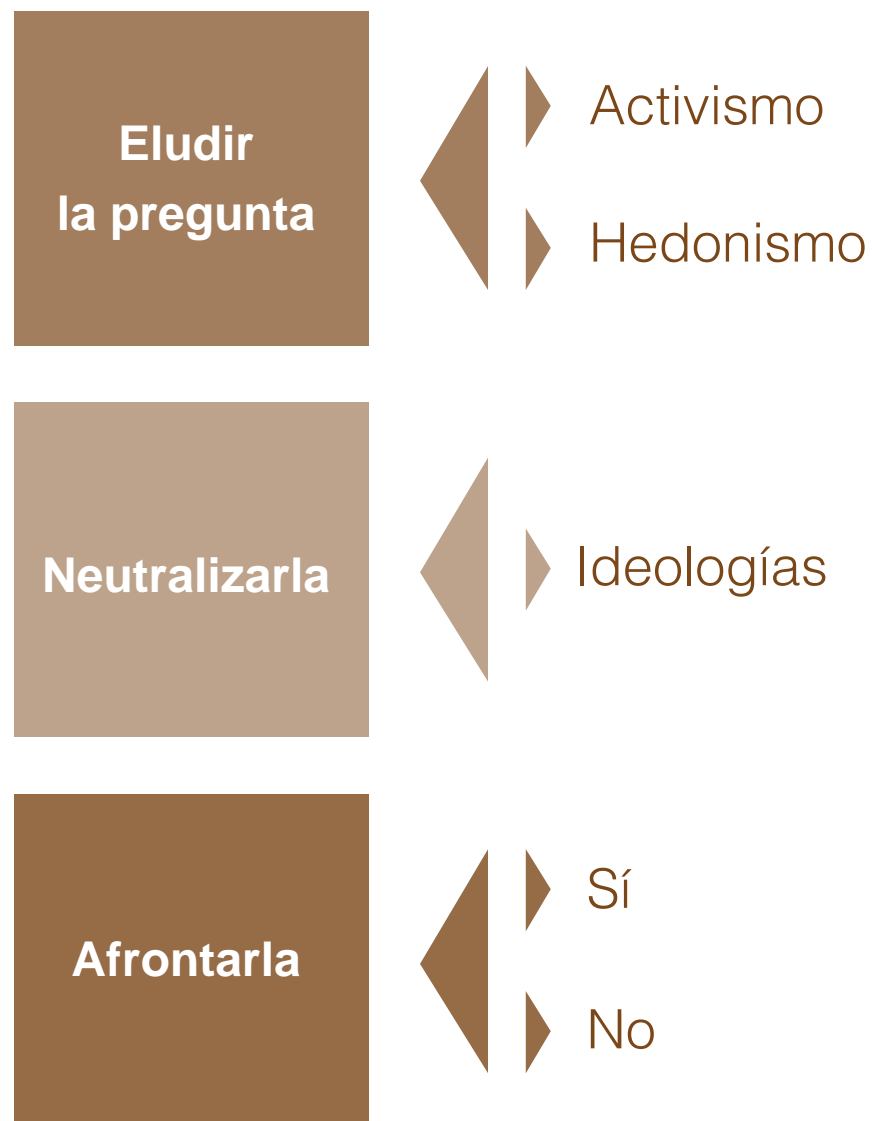 Eludir
la pregunta
Activismo
Hedonismo
Neutralizarla
Ideologías
Afrontarla
Sí
No